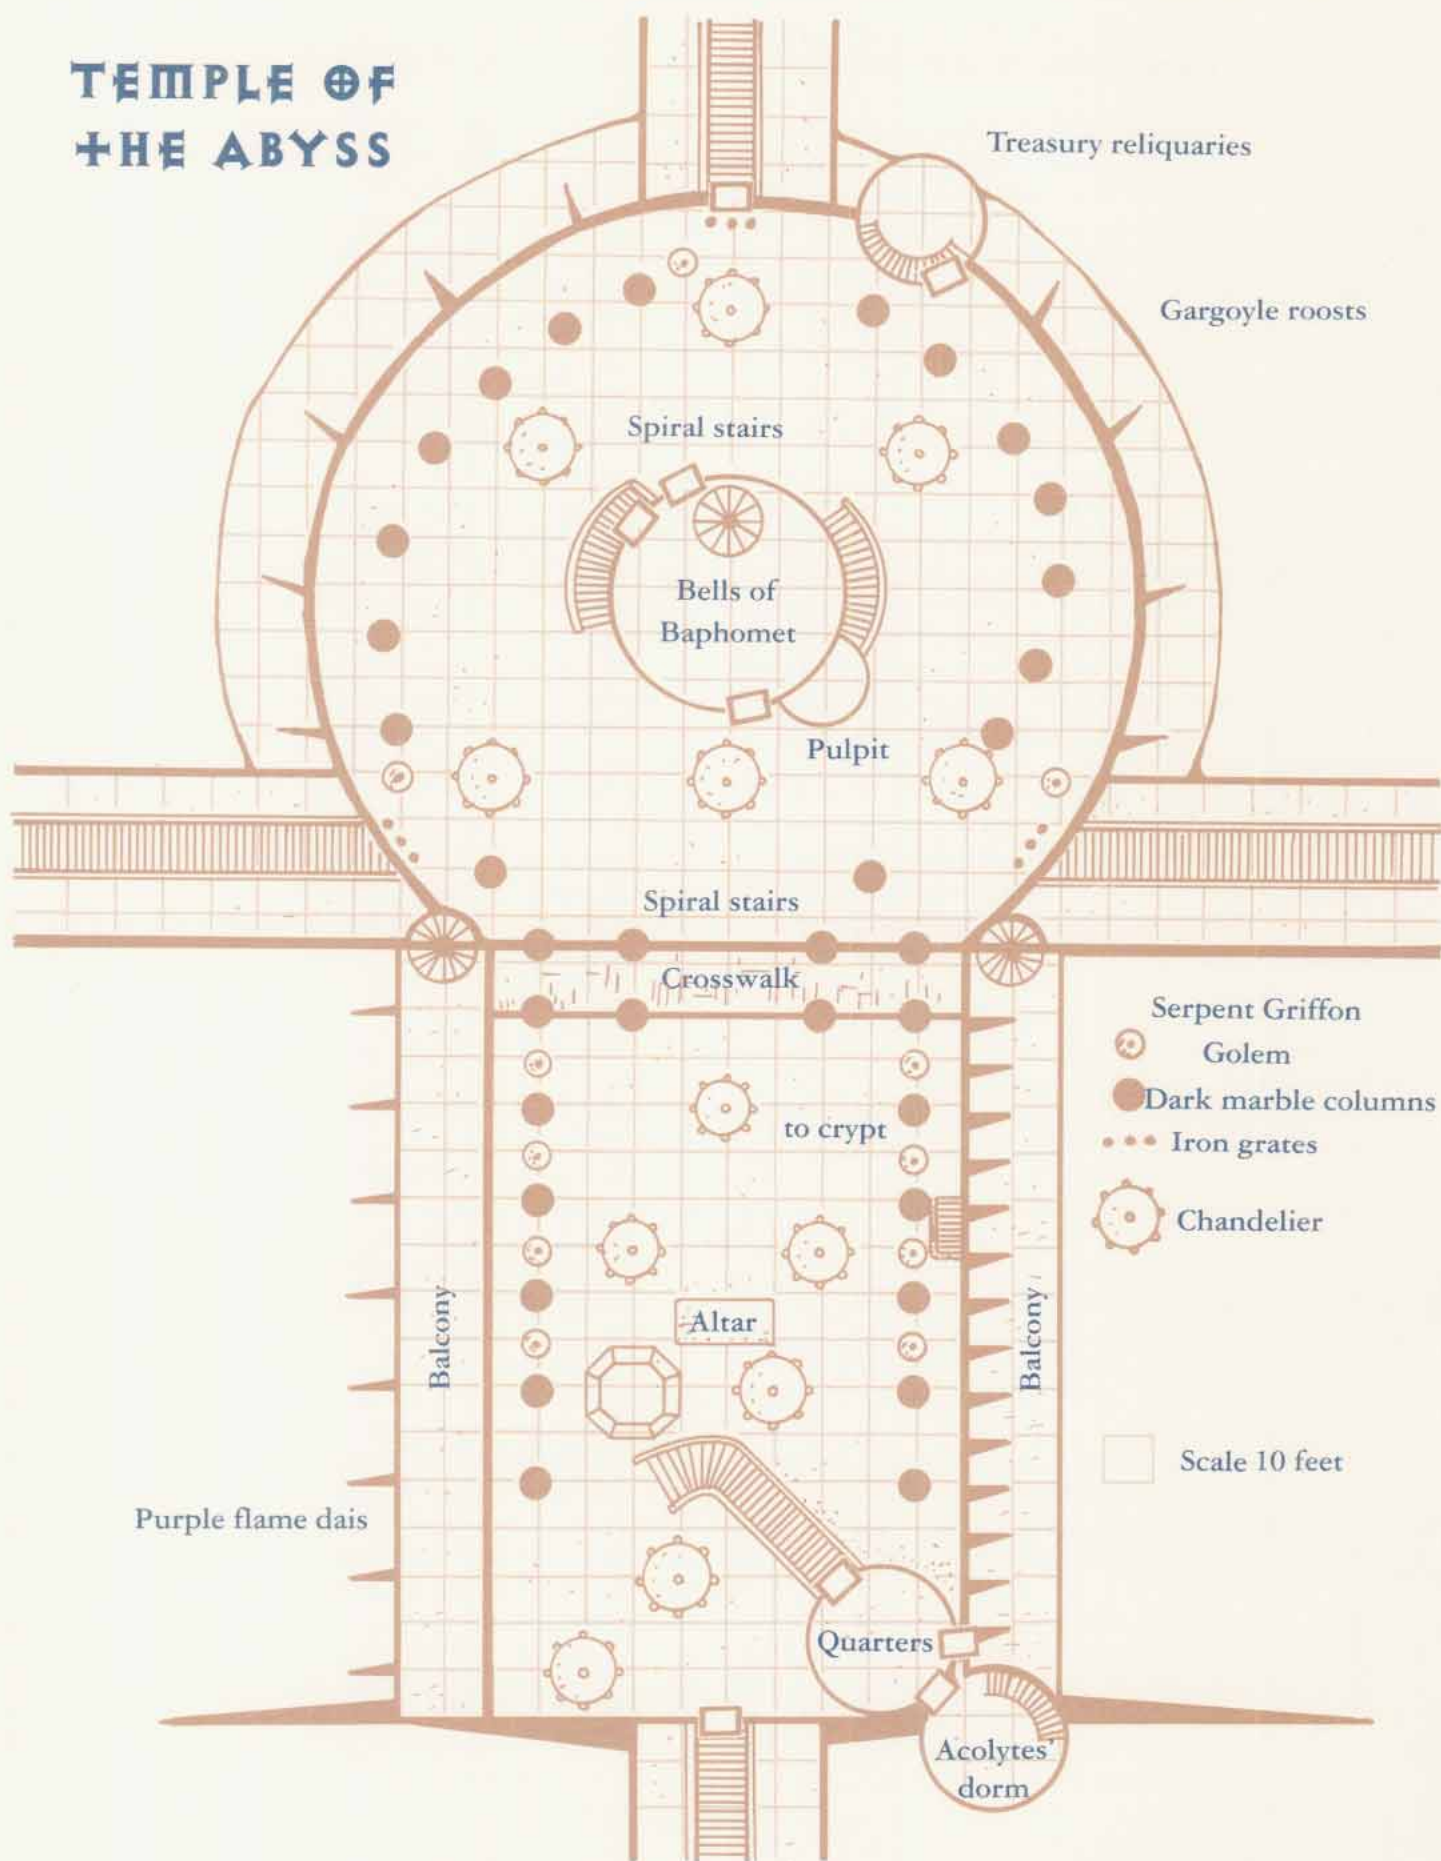 TEMPLE OF
THE ABYSS
Treasury reliquaries
Gargoyle roosts
Spiral stairs
Bells of
Baphomet
Pulpit
Spiral stairs
Crosswalk
Serpent Griffon
Golem
Dark marble columns
to crypt
Iron grates
Chandelier
Balcony
Altar
Balcony
Scale 10 feet
Purple flame dais
Quarters
Acolytes'
dorm